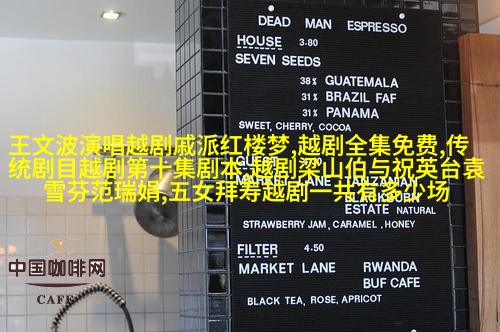 DEAD MAN ESPRESSO
HOUSE 3-80
SEVEN SEEDS
38% GUATEMALA
31% BRAZIL FAF
31% PANAMA
SWEET, CHERRY, COCOA
王文波演唱越剧戚派红楼梦,越剧全集免费,传
统剧目越剧第十集剧本,越剧梁山伯与祝英台袁
雪芬范瑞娟,五女拜寿越剧一共有多少场
GUEST
MARKET LANE TANZANIAN
BLACKBURN
ESTATE NATURAL
STRAWBERRY JAM, CARAMEL, HONEY
FILTER 4.50
MARKET LANE RWANDA
BUF CAFE
BLACK TEA, ROSE, APRICOT
中国咖啡网
CAFE